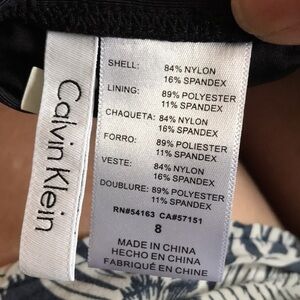 Calvin Klein
SHELL: 84% NYLON
16% SPANDEX
LINING: 89% POLYESTER
11% SPANDEX
CHAQUETA: 84% NYLON
16% SPANDEX
FORRO: 89% POLYESTER
11% SPANDEX
VESTE: 84% NYLON
16% SPANDEX
DOUBLURE: 89% POLYESTER
11% SPANDEX
RN#54163 CA#57151
8
MADE IN CHINA
HECHO EN CHINA
FABRIQUÉ EN CHINE